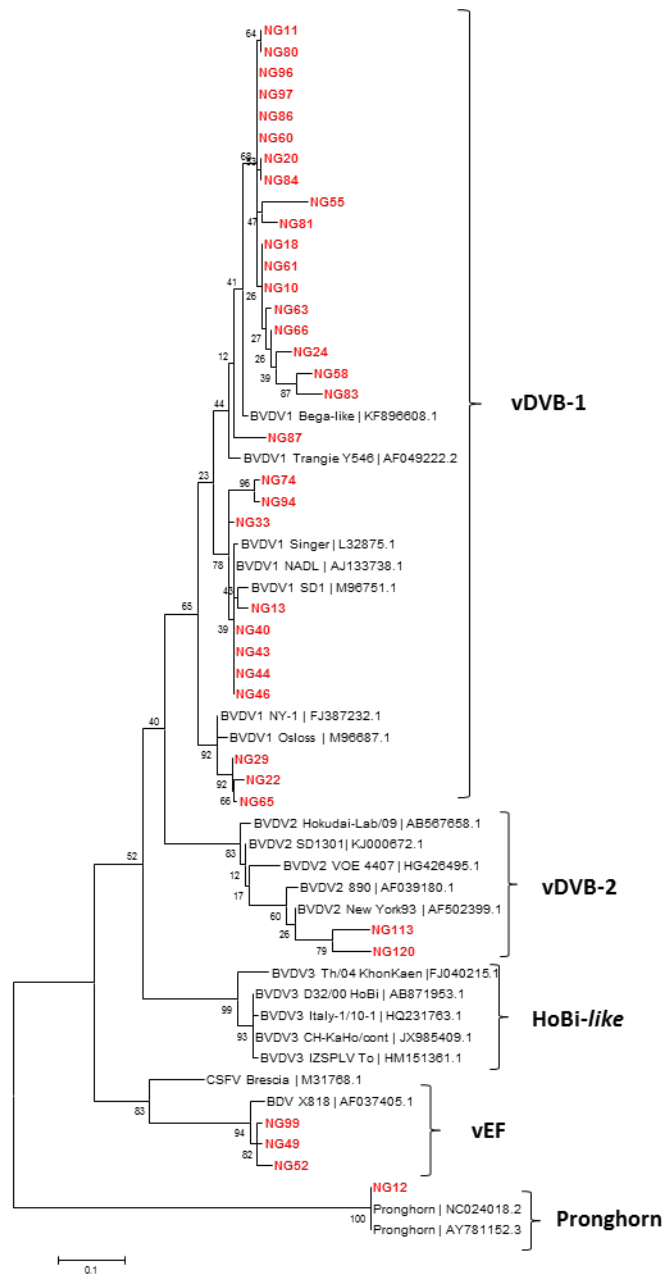 64
NG11
NG80
NG96
NG97
NG86
NG60
68
53
NG20
NG84
NG55
47
NG81
NG18
NG61
41
NG10
26
NG63
27
NG66
26
NG24
12
39
NG58
87
NG83
vDVB-1
44
BVDV1 Bega-like | KF896608.1
NG87
BVDV1 Trangie Y546 | AF049222.2
23
96
NG74
NG94
NG33
BVDV1 Singer | L32875.1
78
BVDV1 NADL | AJ133738.1
BVDV1 SD1 | M96751.1
65
NG13
39
NG40
NG43
NG44
NG46
BVDV1 NY-1 | FJ387232.1
40
BVDV1 Osloss | M96687.1
92
NG29
92
NG22
66
NG65
BVDV2 Hokudai-Lab/09 | AB567658.1
83
BVDV2 SD1301 | KJ000672.1
52
12
BVDV2 VOE 4407 | HG426495.1
17
BVDV2 890 | AF039180.1
vDVB-2
60
BVDV2 New York93 | AF502399.1
26
NG113
79
NG120
BVDV3 Th/04 KhonKaen |FJ040215.1
99
BVDV3 D32/00 HoBi | AB871953.1
BVDV3 Italy-1/10-1 | HQ231763.1
HoBi-like
93
BVDV3 CH-KaHo/cont | JX985409.1
BVDV3 IZSPLV To | HM151361.1
CSFV Brescia | M31768.1
83
BDV X818 | AF037405.1
94
NG99
vEF
82
NG49
NG52
NG12
100
Pronghorn | NC024018.2
Pronghorn
Pronghorn | AY781152.3
0.1